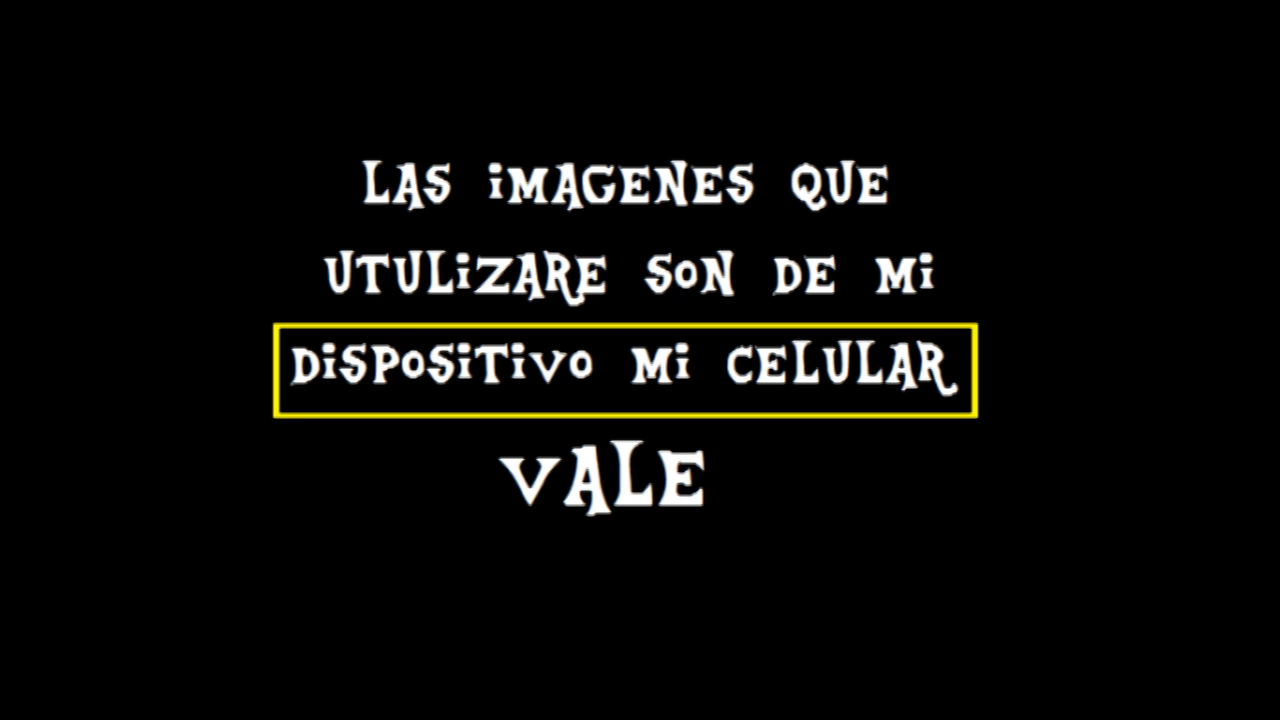 LAS iMAGENES QUE
UTULiZARE SoN DE Mi
DiSPoSiTiVo Mi CELULAR
VALE